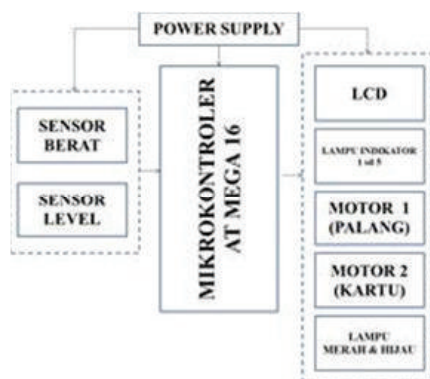 POWER SUPPLY
SENSOR
BERAT
SENSOR
LEVEL
MIKROKONTROLER
AT MEGA 16
LCD
LAMPU INDIKATOR
1 sd 5
MOTOR 1
(PALANG)
MOTOR 2
(KARTU)
LAMPU
MERAH & HIJAU